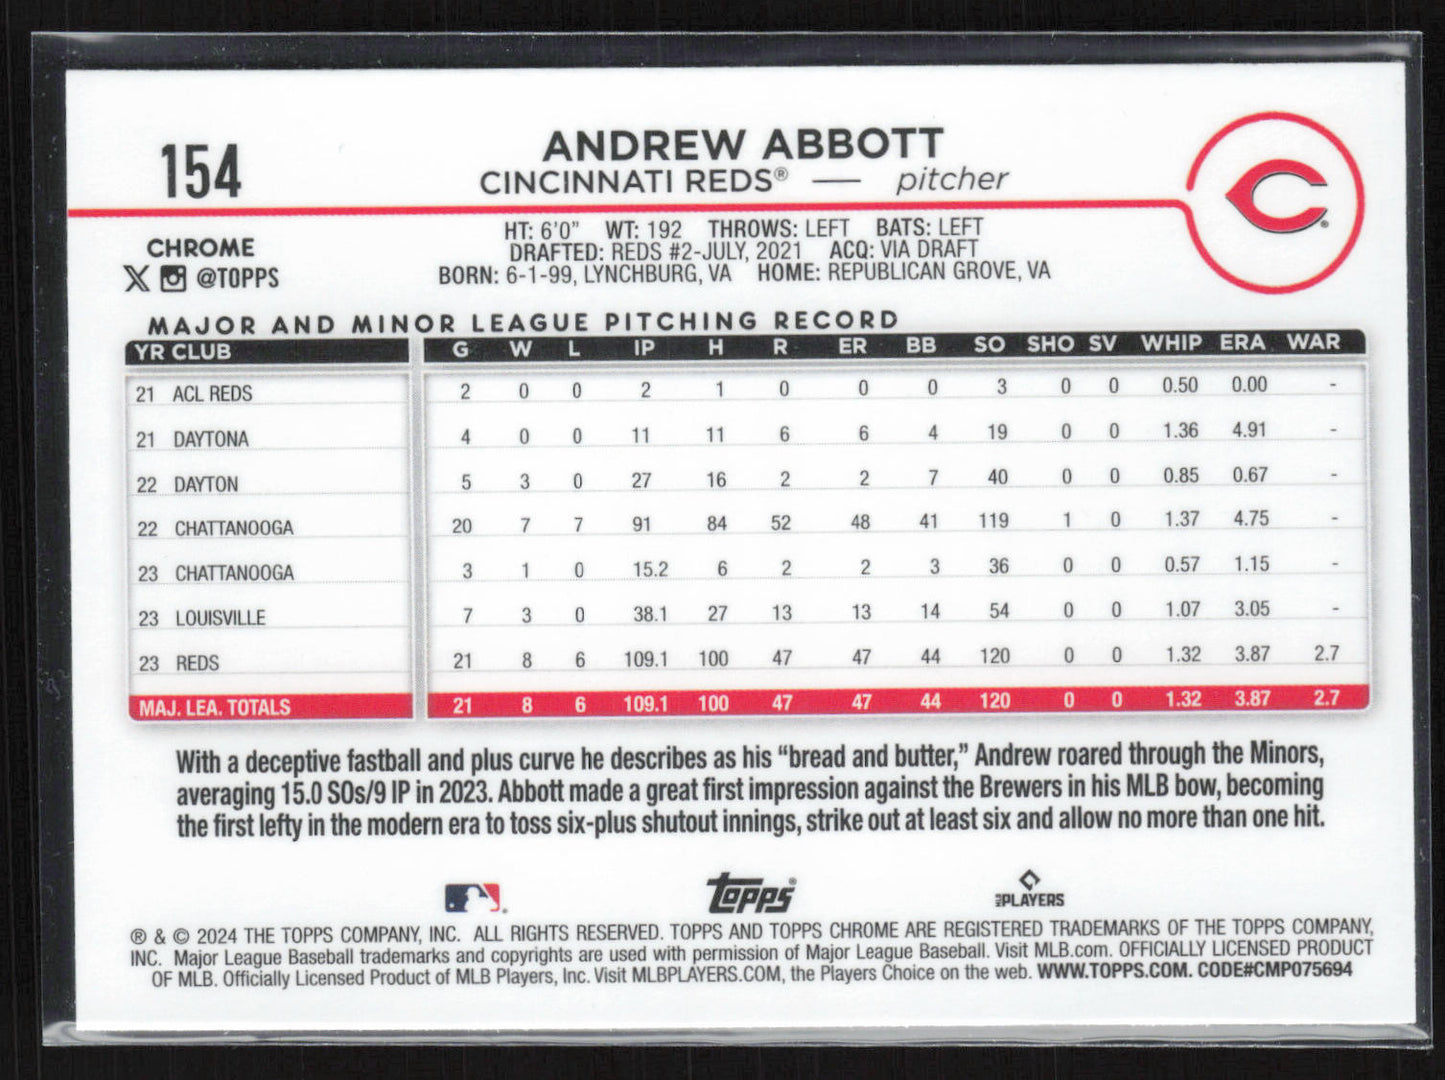 154
ANDREW ABBOTT
CINCINNATI REDS® — pitcher
C®
HT: 6'0" WT: 192 THROWS: LEFT BATS: LEFT
DRAFTED: REDS #2-JULY, 2021 ACQ: VIA DRAFT
BORN: 6-1-99, LYNCHBURG, VA HOME: REPUBLICAN GROVE, VA
CHROME
X @TOPPS
MAJOR AND MINOR LEAGUE PITCHING RECORD
YR CLUB G W L IP H R ER BB SO SHO SV WHIP ERA WAR
21 ACL REDS 2 0 0 2 1 0 0 0 3 0 0 0.50 0.00 -
21 DAYTONA 4 0 0 11 11 6 6 4 19 0 0 1.36 4.91 -
22 DAYTON 5 3 0 27 16 2 2 7 40 0 0 0.85 0.67 -
22 CHATTANOOGA 20 7 7 91 84 52 48 41 119 1 0 1.37 4.75 -
23 CHATTANOOGA 3 1 0 15.2 6 2 2 3 36 0 0 0.57 1.15 -
23 LOUISVILLE 7 3 0 38.1 27 13 13 14 54 0 0 1.07 3.05 -
23 REDS 21 8 6 109.1 100 47 47 44 120 0 0 1.32 3.87 2.7
MAJ. LEA. TOTALS 21 8 6 109.1 100 47 47 44 120 0 0 1.32 3.87 2.7
With a deceptive fastball and plus curve he describes as his “bread and butter,” Andrew roared through the Minors,
averaging 15.0 SOs/9 IP in 2023. Abbott made a great first impression against the Brewers in his MLB bow, becoming
the first lefty in the modern era to toss six-plus shutout innings, strike out at least six and allow no more than one hit.
Topps®
MLB PLAYERS
® & © 2024 THE TOPPS COMPANY, INC. ALL RIGHTS RESERVED. TOPPS AND TOPPS CHROME ARE REGISTERED TRADEMARKS OF THE TOPPS COMPANY,
INC. Major League Baseball trademarks and copyrights are used with permission of Major League Baseball. Visit MLB.com. OFFICIALLY LICENSED PRODUCT
OF MLB. Officially Licensed Product of MLB Players, Inc. Visit MLBPLAYERS.COM, the Players Choice on the web. WWW.TOPPS.COM. CODE#CMP075694